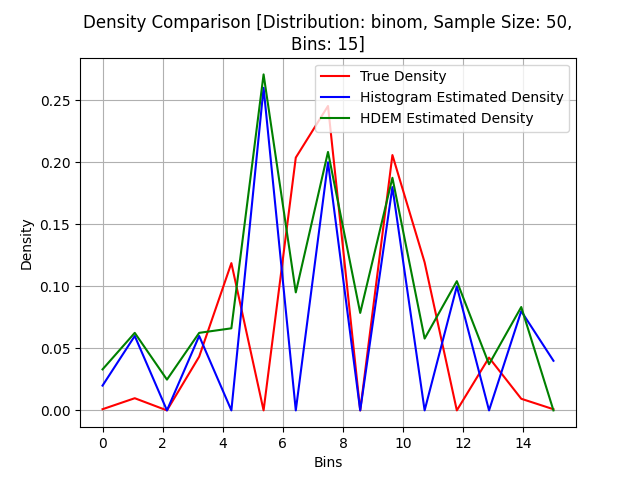 Density Comparison [Distribution: binom, Sample Size: 50,
Bins: 15]
True Density
Histogram Estimated Density
HDEM Estimated Density
0.25
0.20
0.15
0.10
0.05
0.00
Density
0 2 4 6 8 10 12 14
Bins